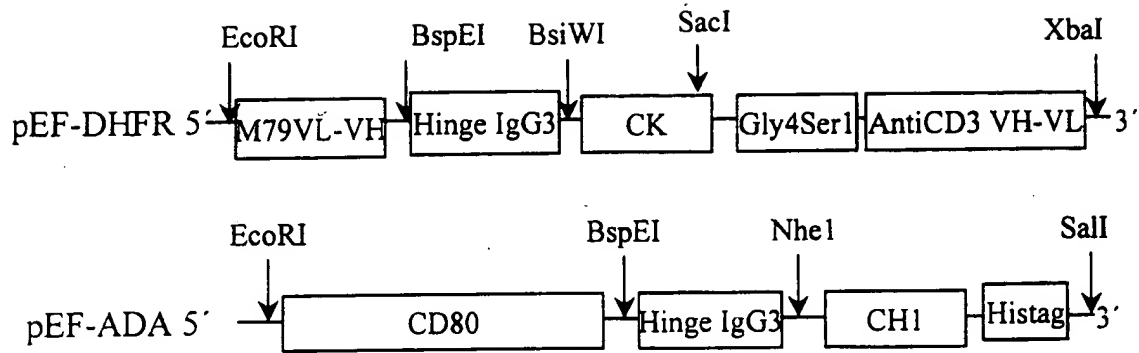 EcoRI BspEI BsiWI SacI XbaI
pEF-DHFR 5´ M79VL-VH Hinge IgG3 CK Gly4Ser1 AntiCD3 VH-VL 3´
EcoRI BspEI Nhe1 SalI
pEF-ADA 5´ CD80 Hinge IgG3 CH1 Histag 3´